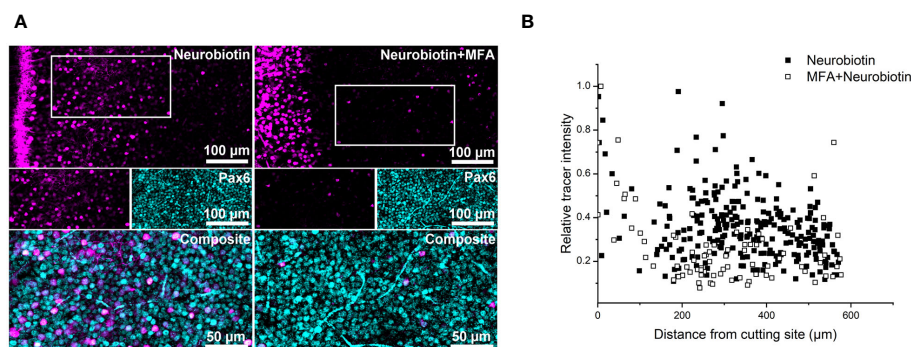 A
B
Neurobiotin
Neurobiotin+MFA
100 µm
100 µm
Pax6
Pax6
100 µm
100 µm
Composite
Composite
50 µm
50 µm
Neurobiotin
MFA+Neurobiotin
Relative tracer intensity
1.0
0.8
0.6
0.4
0.2
0
200
400
600
Distance from cutting site (µm)